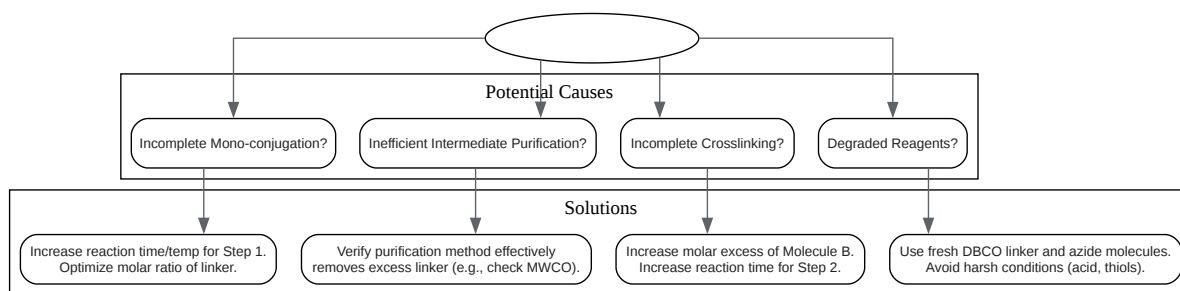 Potential Causes
Incomplete Mono-conjugation?
Inefficient Intermediate Purification?
Incomplete Crosslinking?
Degraded Reagents?
Solutions
Increase reaction time/temp for Step 1.
Optimize molar ratio of linker.
Verify purification method effectively
removes excess linker (e.g., check MWCO).
Increase molar excess of Molecule B.
Increase reaction time for Step 2.
Use fresh DBCO linker and azide molecules.
Avoid harsh conditions (acid, thiols).